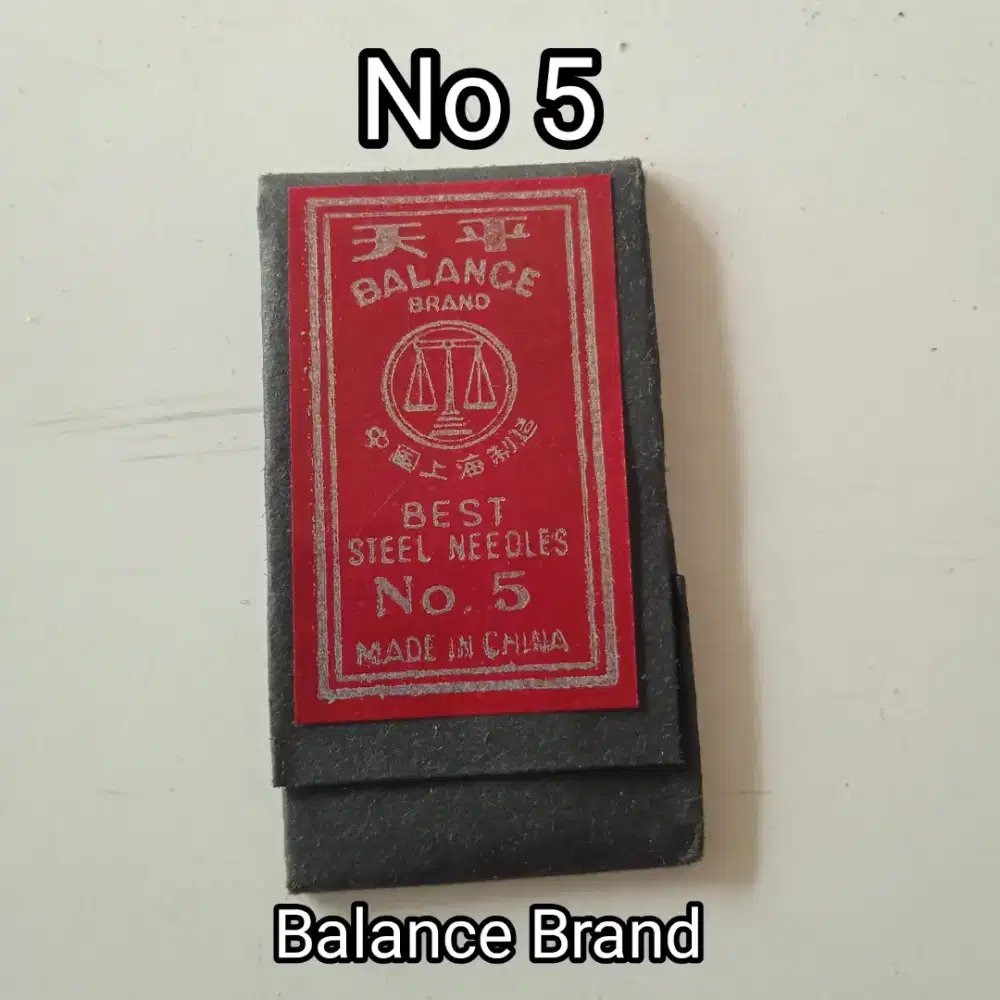 No 5
天平
BALANCE
BRAND
中國上海制造
BEST
STEEL NEEDLES
No. 5
MADE IN CHINA
Balance Brand